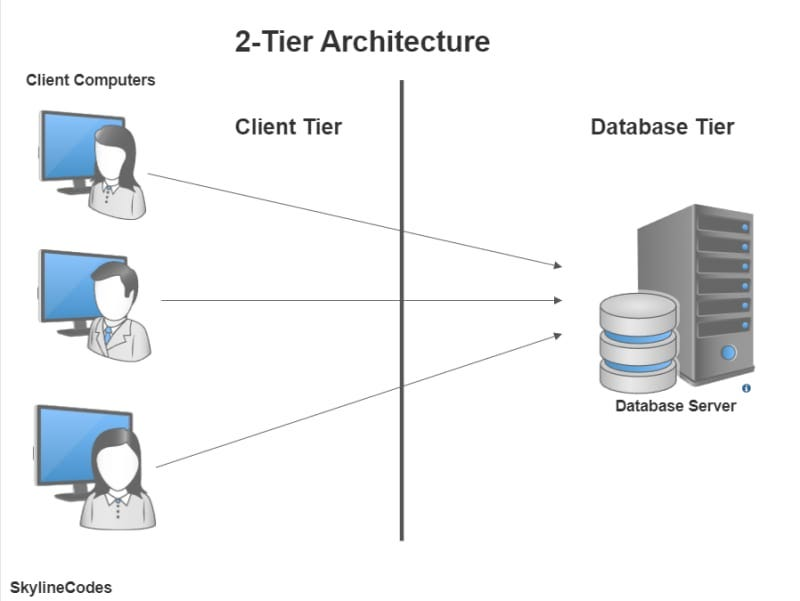 2-Tier Architecture
Client Computers
Client Tier
Database Tier
Database Server
SkylineCodes